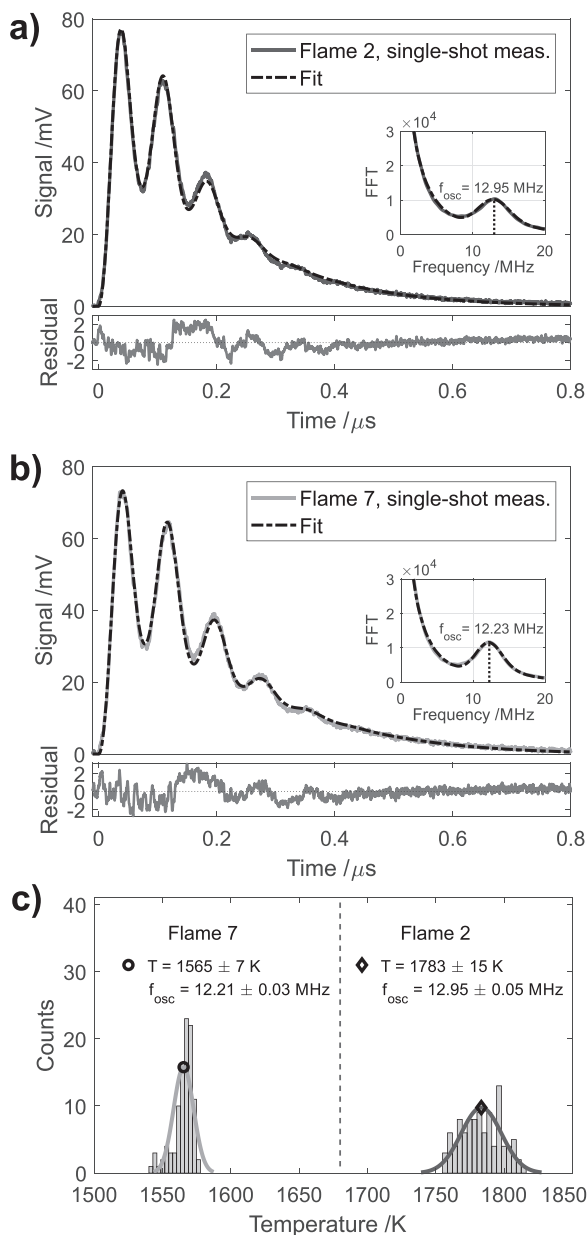 a)
80
60
40
20
0
Signal /mV
Flame 2, single-shot meas.
Fit
×10⁴
3
2
1
0
FFT
f_osc = 12.95 MHz
0 10 20
Frequency /MHz
2
0
-2
Residual
0 0.2 0.4 0.6 0.8
Time /μs
b)
80
60
40
20
0
Signal /mV
Flame 7, single-shot meas.
Fit
×10⁴
3
2
1
0
FFT
f_osc = 12.23 MHz
0 10 20
Frequency /MHz
2
0
-2
Residual
0 0.2 0.4 0.6 0.8
Time /μs
c)
40
30
20
10
0
Counts
Flame 7
T = 1565 ± 7 K
f_osc = 12.21 ± 0.03 MHz
Flame 2
T = 1783 ± 15 K
f_osc = 12.95 ± 0.05 MHz
1500 1550 1600 1650 1700 1750 1800 1850
Temperature /K